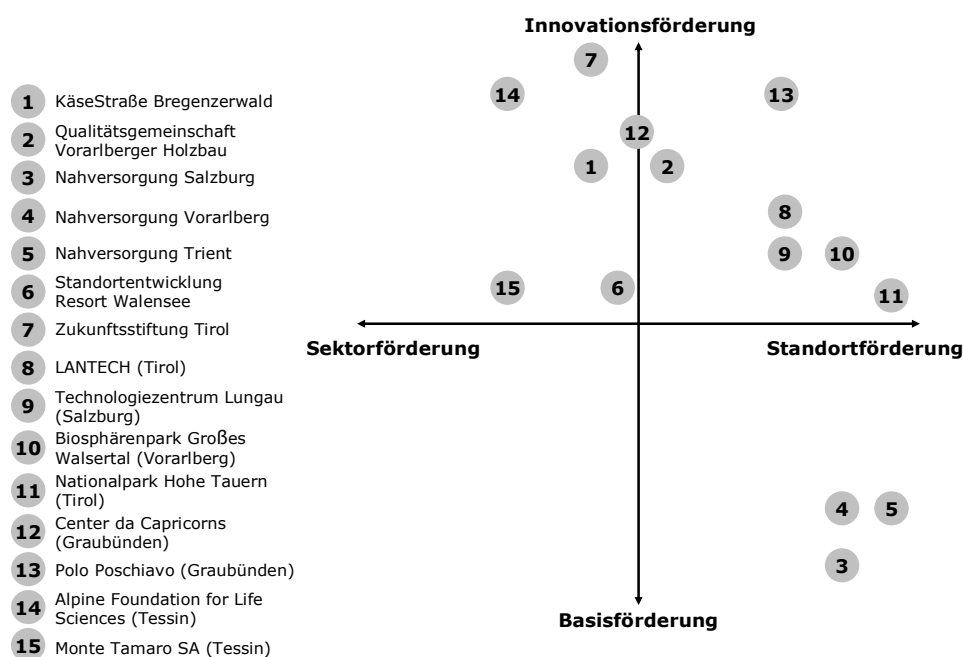 Innovationsförderung
7
14
13
12
1
2
8
9
10
15
6
11
Sektorförderung
Standortförderung
4
5
3
Basisförderung
1 KäseStraße Bregenzerwald
2 Qualitätsgemeinschaft
Vorarlberger Holzbau
3 Nahversorgung Salzburg
4 Nahversorgung Vorarlberg
5 Nahversorgung Trient
6 Standortentwicklung
Resort Walensee
7 Zukunftsstiftung Tirol
8 LANTECH (Tirol)
9 Technologiezentrum Lungau
(Salzburg)
10 Biosphärenpark Großes
Walsertal (Vorarlberg)
11 Nationalpark Hohe Tauern
(Tirol)
12 Center da Capricorns
(Graubünden)
13 Polo Poschiavo (Graubünden)
14 Alpine Foundation for Life
Sciences (Tessin)
15 Monte Tamaro SA (Tessin)